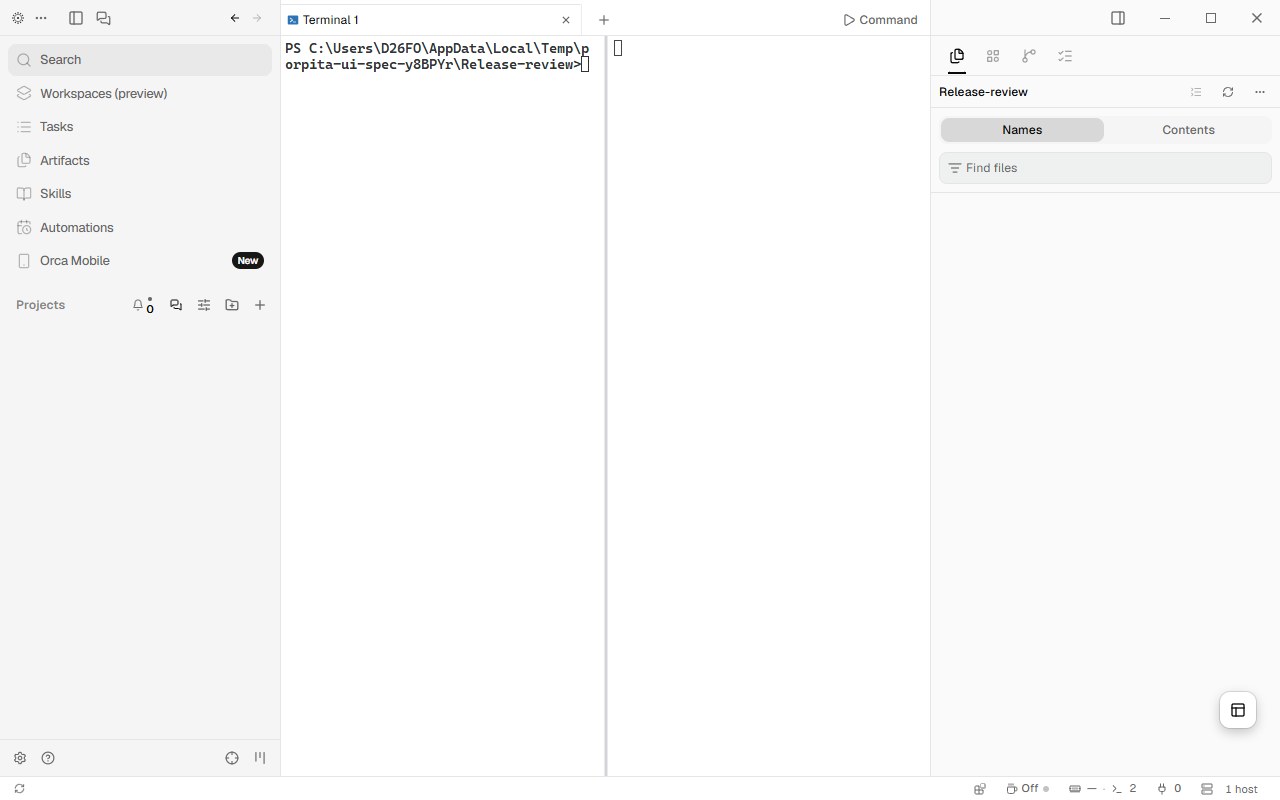 Terminal 1
Command
Search
Workspaces (preview)
Tasks
Artifacts
Skills
Automations
Orca Mobile
New
Projects
0
PS C:\Users\D26FO\AppData\Local\Temp\p
orpita-ui-spec-y8BPYr\Release-review>
Release-review
Names
Contents
Find files
Off
2
0
1 host